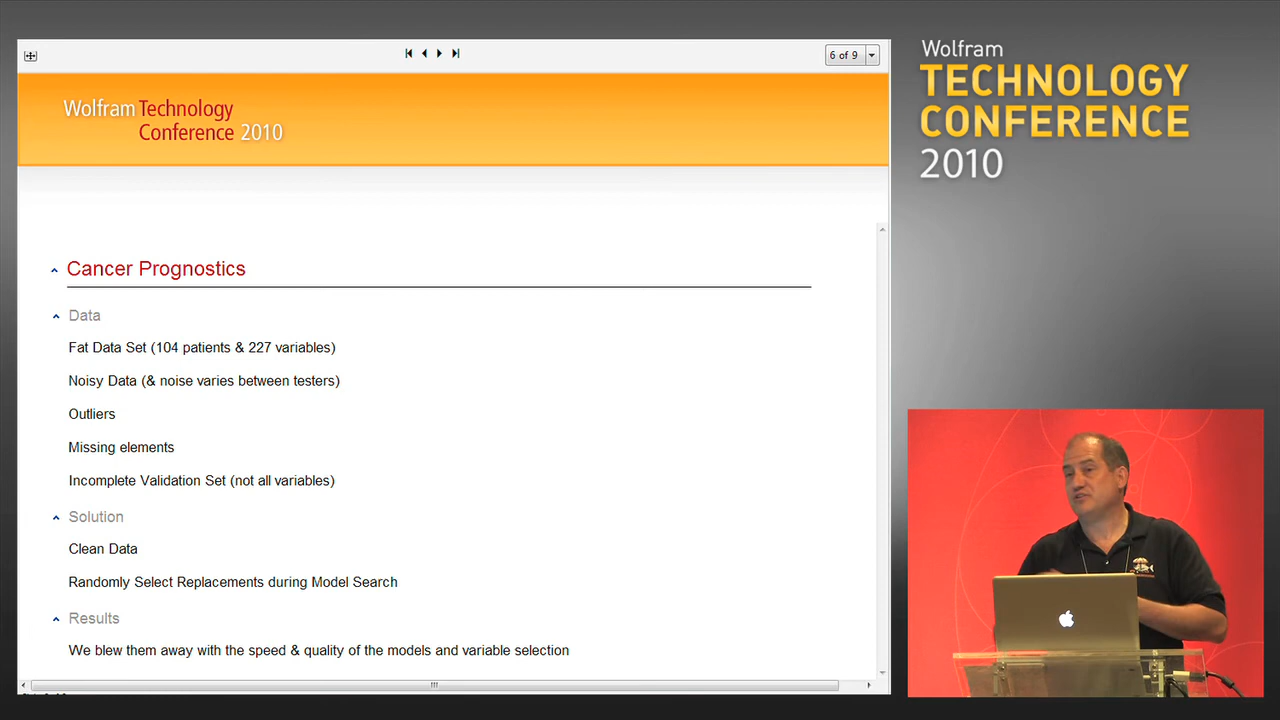 6 of 9
Wolfram Technology
Conference 2010
Wolfram
TECHNOLOGY
CONFERENCE
2010
Cancer Prognostics
Data
Fat Data Set (104 patients & 227 variables)
Noisy Data (& noise varies between testers)
Outliers
Missing elements
Incomplete Validation Set (not all variables)
Solution
Clean Data
Randomly Select Replacements during Model Search
Results
We blew them away with the speed & quality of the models and variable selection